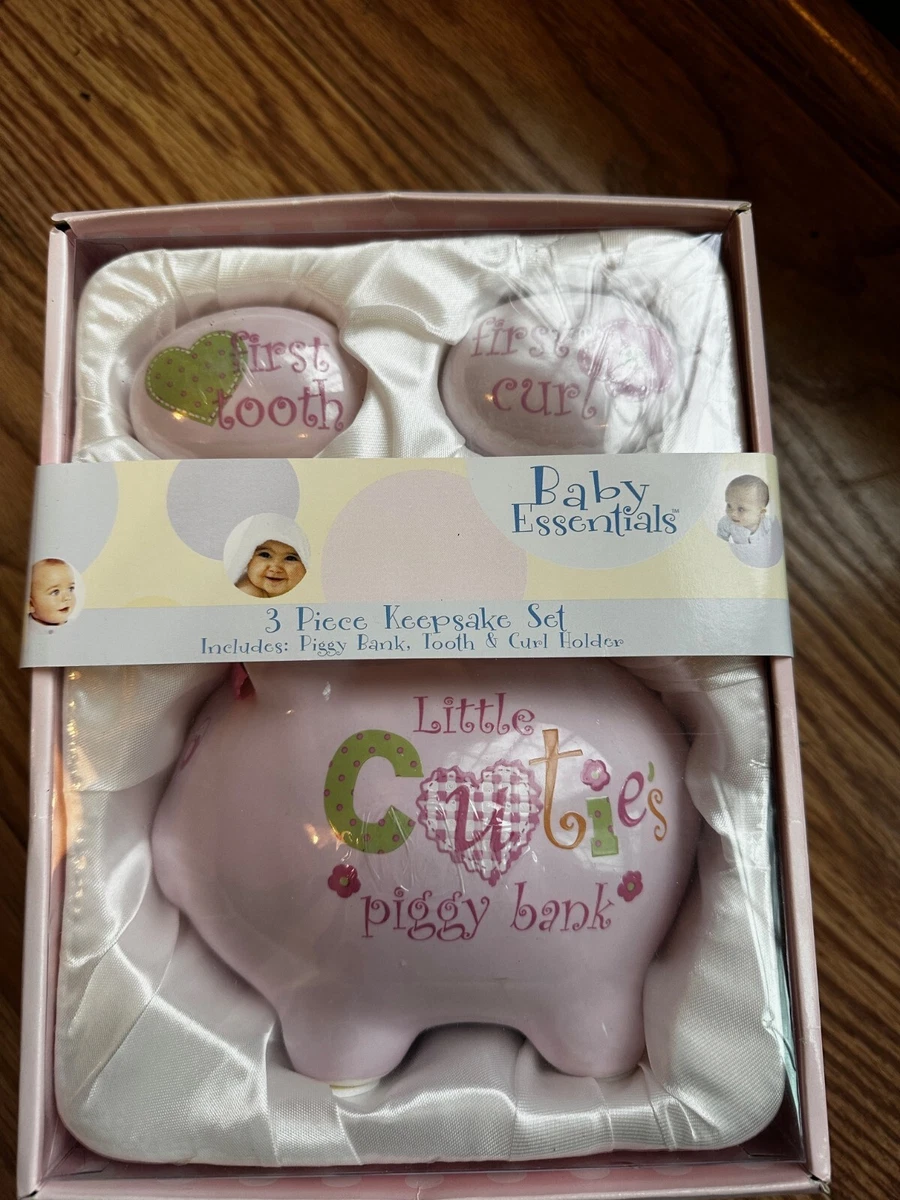 first
tooth
first
curl
Baby
Essentials™
3 Piece Keepsake Set
Includes: Piggy Bank, Tooth & Curl Holder
Little
Cutie's
piggy bank